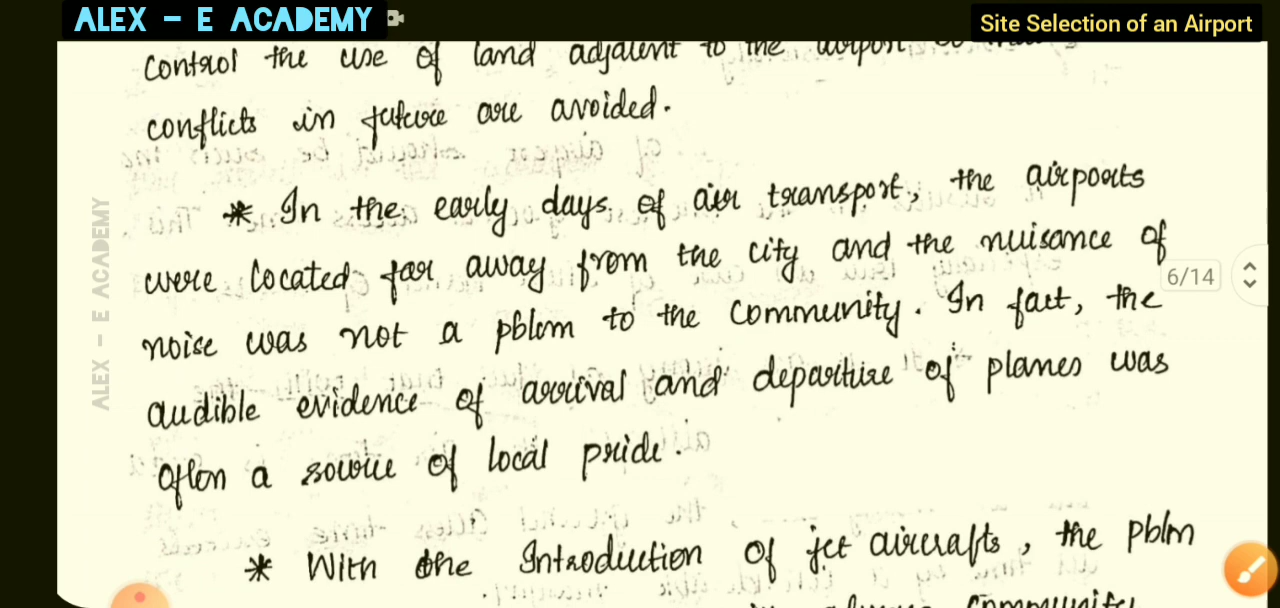 ALEX - E ACADEMY
Site Selection of an Airport
control the use of land adjacent to the airport so that
conflicts in future are avoided.
* In the early days of air transport, the airports
were located far away from the city and the nuisance of
6/14
noise was not a pblm to the community. In fact, the
audible evidence of arrival and departure of planes was
often a source of local pride.
* With the Introduction of jet aircrafts, the pblm
community
ALEX - E ACADEMY